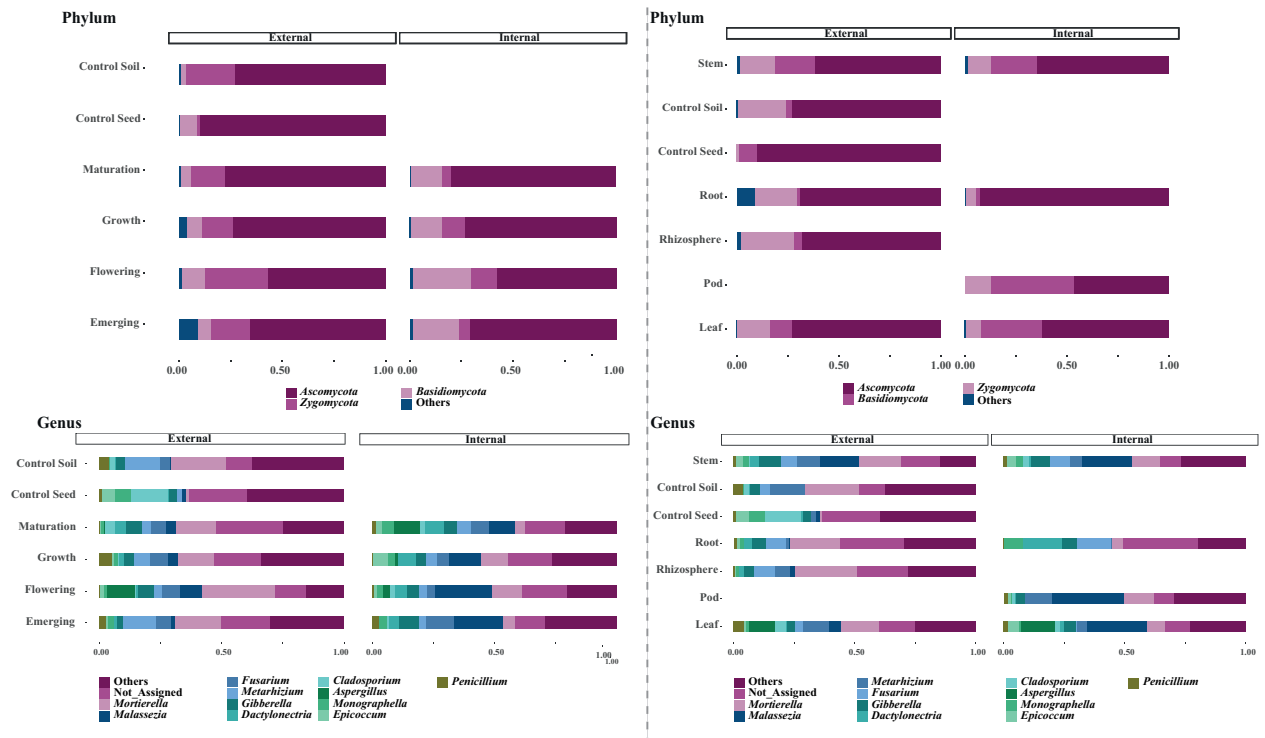 Phylum
External Internal
Control Soil
Control Seed
Maturation
Growth
Flowering
Emerging
0.00 0.50 1.00 0.00 0.50 1.00
Ascomycota Basidiomycota
Zygomycota Others
Genus
External Internal
Control Soil
Control Seed
Maturation
Growth
Flowering
Emerging
0.00 0.50 1.00 0.00 0.50 1.00
1.00
Others Fusarium Cladosporium Penicillium
Not_Assigned Metarhizium Aspergillus
Mortierella Gibberella Monographella
Malassezia Dactylonectria Epicoccum
Phylum
External Internal
Stem
Control Soil
Control Seed
Root
Rhizosphere
Pod
Leaf
0.00 0.50 1.00 0.00 0.50 1.00
Ascomycota Zygomycota
Basidiomycota Others
Genus
External Internal
Stem
Control Soil
Control Seed
Root
Rhizosphere
Pod
Leaf
0.00 0.50 1.00 0.00 0.50 1.00
Others Metarhizium Cladosporium Penicillium
Not_Assigned Fusarium Aspergillus
Mortierella Gibberella Monographella
Malassezia Dactylonectria Epicoccum